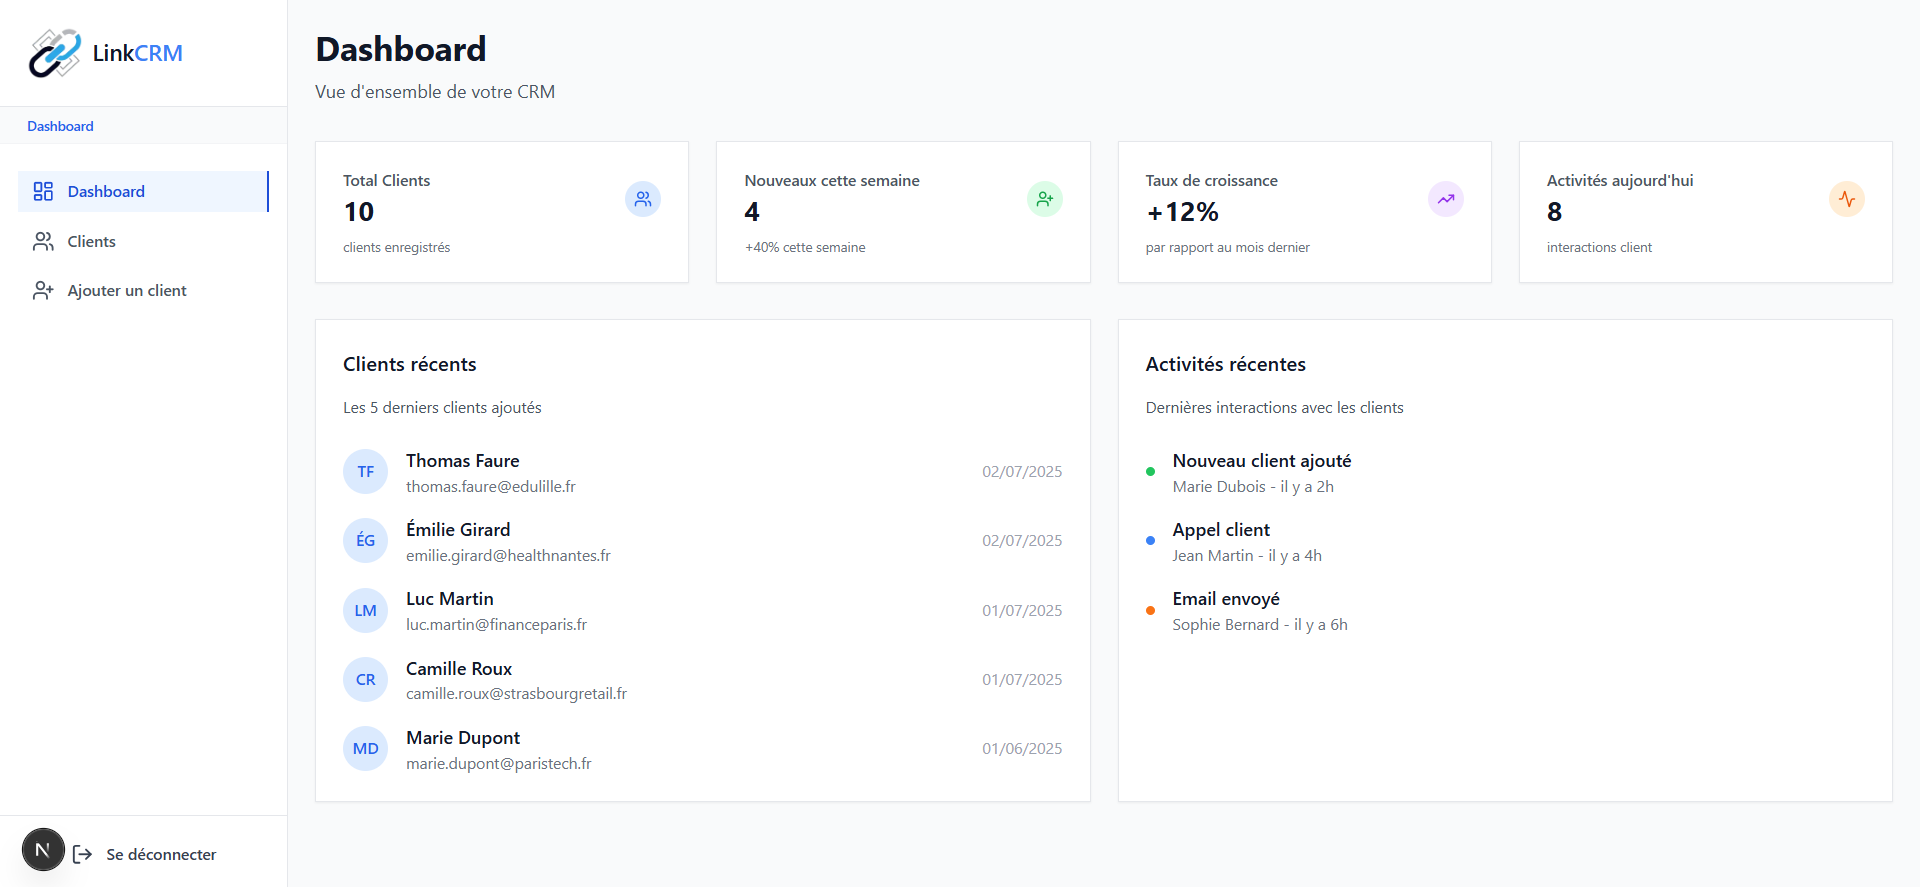 LinkCRM
Dashboard
Dashboard
Clients
Ajouter un client
N
Se déconnecter
Dashboard
Vue d'ensemble de votre CRM
Total Clients
10
clients enregistrés
Nouveaux cette semaine
4
+40% cette semaine
Taux de croissance
+12%
par rapport au mois dernier
Activités aujourd'hui
8
interactions client
Clients récents
Les 5 derniers clients ajoutés
TF
Thomas Faure
thomas.faure@edulille.fr
02/07/2025
ÉG
Émilie Girard
emilie.girard@healthnantes.fr
02/07/2025
LM
Luc Martin
luc.martin@financeparis.fr
01/07/2025
CR
Camille Roux
camille.roux@strasbourgretail.fr
01/07/2025
MD
Marie Dupont
marie.dupont@paristech.fr
01/06/2025
Activités récentes
Dernières interactions avec les clients
Nouveau client ajouté
Marie Dubois - il y a 2h
Appel client
Jean Martin - il y a 4h
Email envoyé
Sophie Bernard - il y a 6h